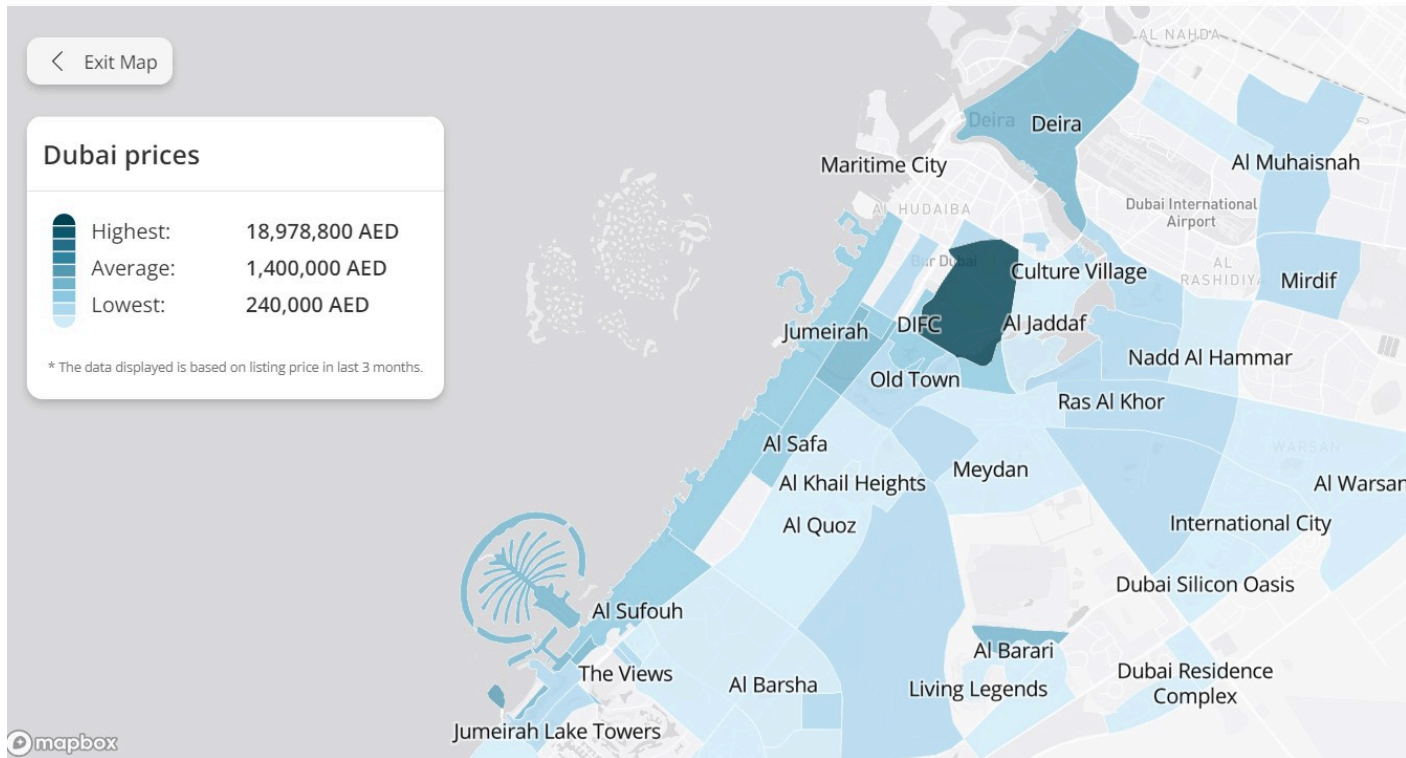 Exit Map
Dubai prices
Highest: 18,978,800 AED
Average: 1,400,000 AED
Lowest: 240,000 AED
* The data displayed is based on listing price in last 3 months.
AL NAHDA
Deira
Deira
Maritime City
Al Muhaisnah
AL HUDAIBA
Dubai International
Airport
Bur Dubai
Culture Village
AL
RASHIDIYA
Mirdif
Jumeirah
DIFC
Al Jaddaf
Nadd Al Hammar
Old Town
Ras Al Khor
Al Safa
WARSAN
Meydan
Al Khail Heights
Al Warsan
Al Quoz
International City
Dubai Silicon Oasis
Al Sufouh
Al Barari
The Views
Al Barsha
Living Legends
Dubai Residence
Complex
Jumeirah Lake Towers
mapbox